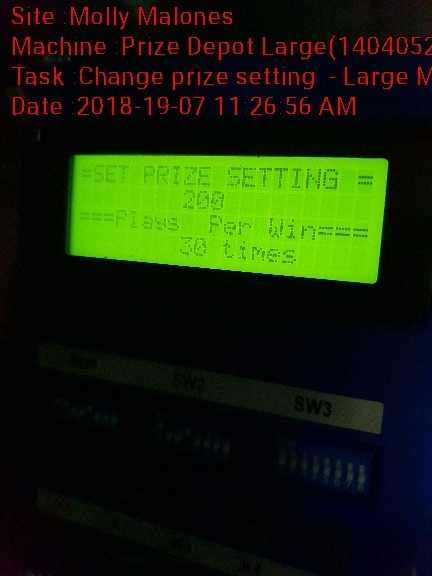 Site :Molly Malones
Machine :Prize Depot Large(1404052
Task :Change prize setting - Large M
Date :2018-19-07 11:26:56 AM
=SET PRIZE SETTING =
200
===Plays Per Win===
30 times
SW1
SW2
SW3